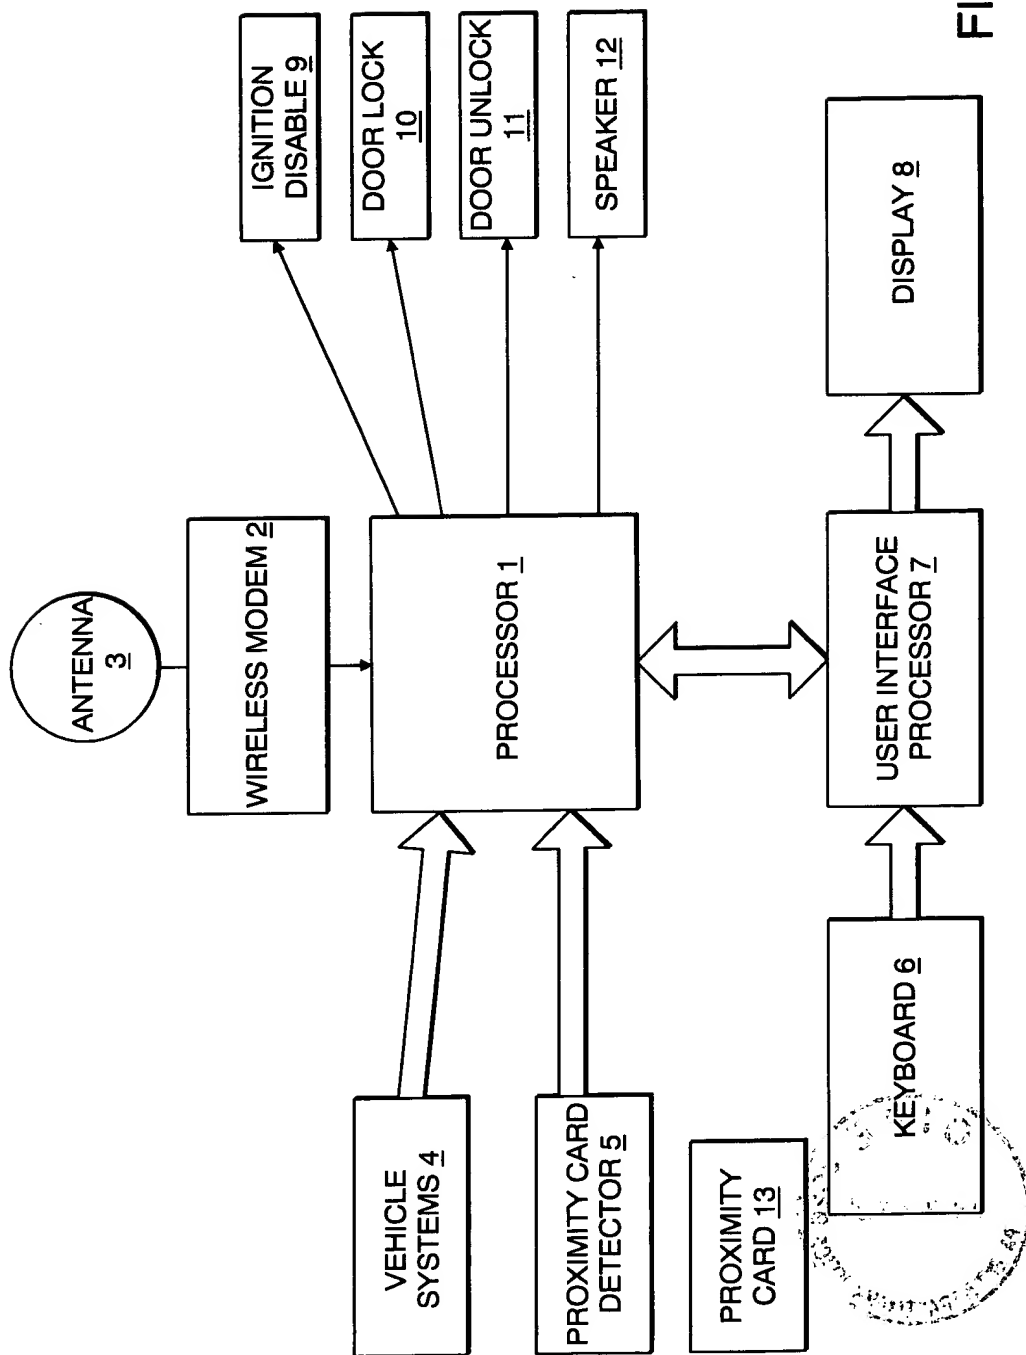 ANTENNA
3
WIRELESS MODEM 2
IGNITION
DISABLE 9
DOOR LOCK
10
DOOR UNLOCK
11
SPEAKER 12
PROCESSOR 1
VEHICLE
SYSTEMS 4
PROXIMITY CARD
DETECTOR 5
PROXIMITY
CARD 13
KEYBOARD 6
USER INTERFACE
PROCESSOR 7
DISPLAY 8